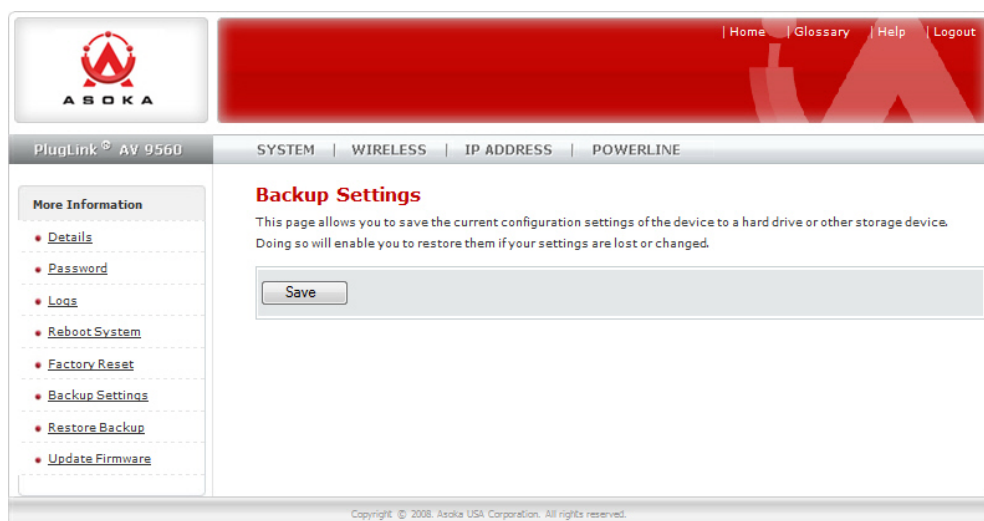 | Home | Glossary | Help | Logout
ASOKA
PlugLink ® AV 9560
SYSTEM | WIRELESS | IP ADDRESS | POWERLINE
More Information
Details
Password
Logs
Reboot System
Factory Reset
Backup Settings
Restore Backup
Update Firmware
Backup Settings
This page allows you to save the current configuration settings of the device to a hard drive or other storage device.
Doing so will enable you to restore them if your settings are lost or changed.
Save
Copyright © 2008. Asoka USA Corporation. All rights reserved.